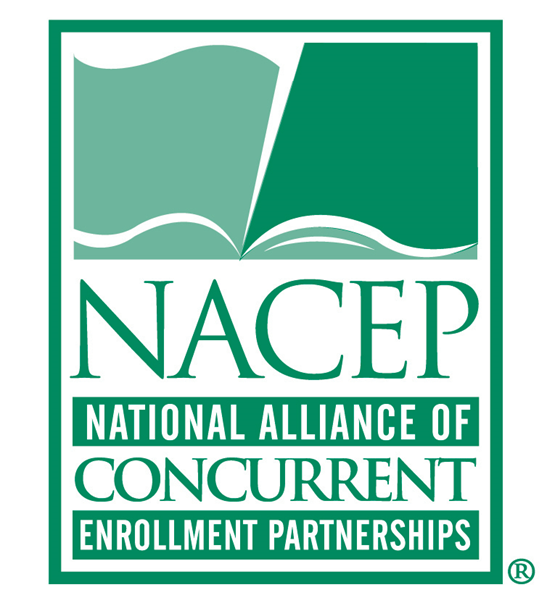 NACEP
NATIONAL ALLIANCE OF
CONCURRENT
ENROLLMENT PARTNERSHIPS
®